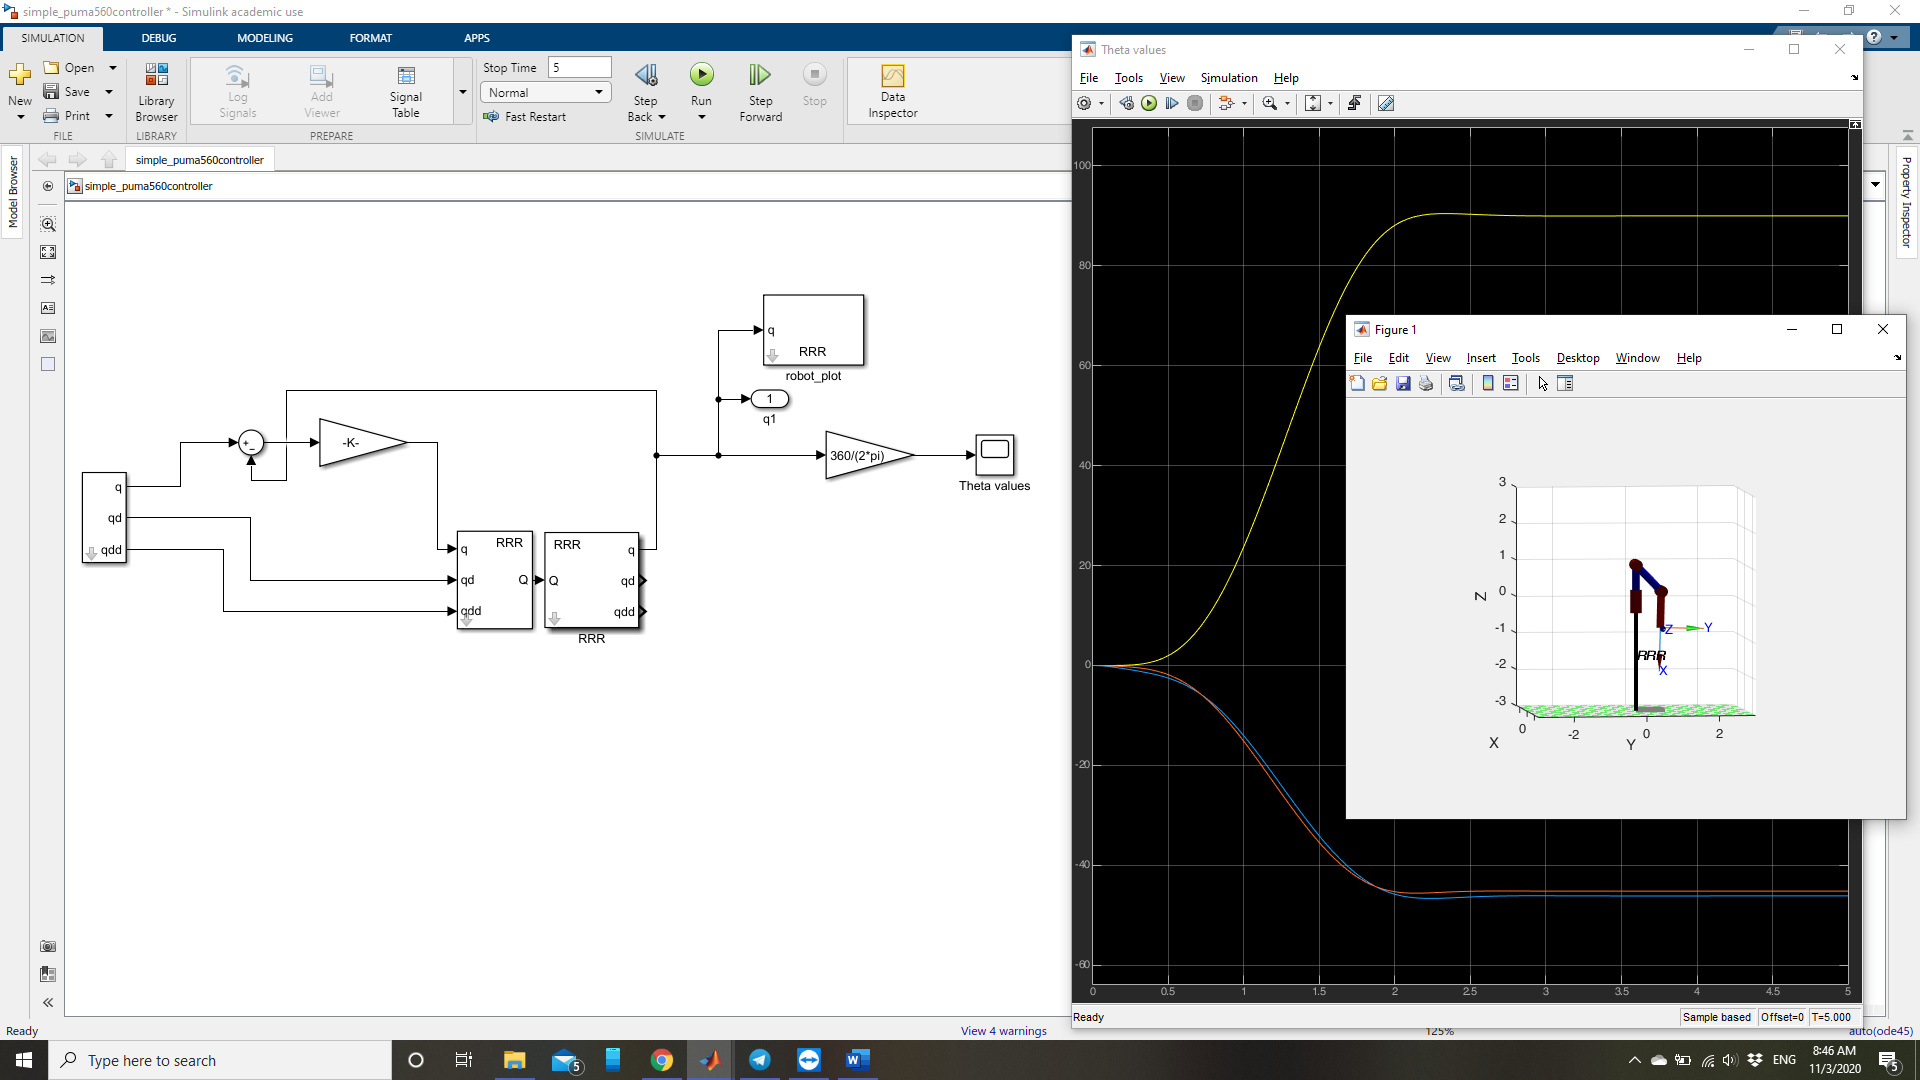 simple_puma560controller * - Simulink academic use
SIMULATION DEBUG MODELING FORMAT APPS
New
Open
Save
Print
FILE
Library Browser
LIBRARY
Log Signals
Add Viewer
Signal Table
PREPARE
Stop Time 5
Normal
Fast Restart
Step Back
Run
Step Forward
Stop
SIMULATE
Data Inspector
Model Browser
simple_puma560controller
simple_puma560controller
Property Inspector
q
qd
qdd
+
-
-K-
RRR
q
qd
qdd
Q
RRR
Q
q
qd
qdd
RRR
q
RRR
robot_plot
1
q1
360/(2*pi)
Theta values
Ready
View 4 warnings
125%
auto(ode45)
Theta values
File Tools View Simulation Help
100
80
60
40
20
0
-20
-40
-60
0 0.5 1 1.5 2 2.5 3 3.5 4 4.5 5
Ready
Sample based Offset=0 T=5.000
Figure 1
File Edit View Insert Tools Desktop Window Help
3
2
1
0
-1
-2
-3
Z
X
0
-2
0
2
Y
Z
Y
RRR
X
Type here to search
5
ENG
8:46 AM
11/3/2020
5